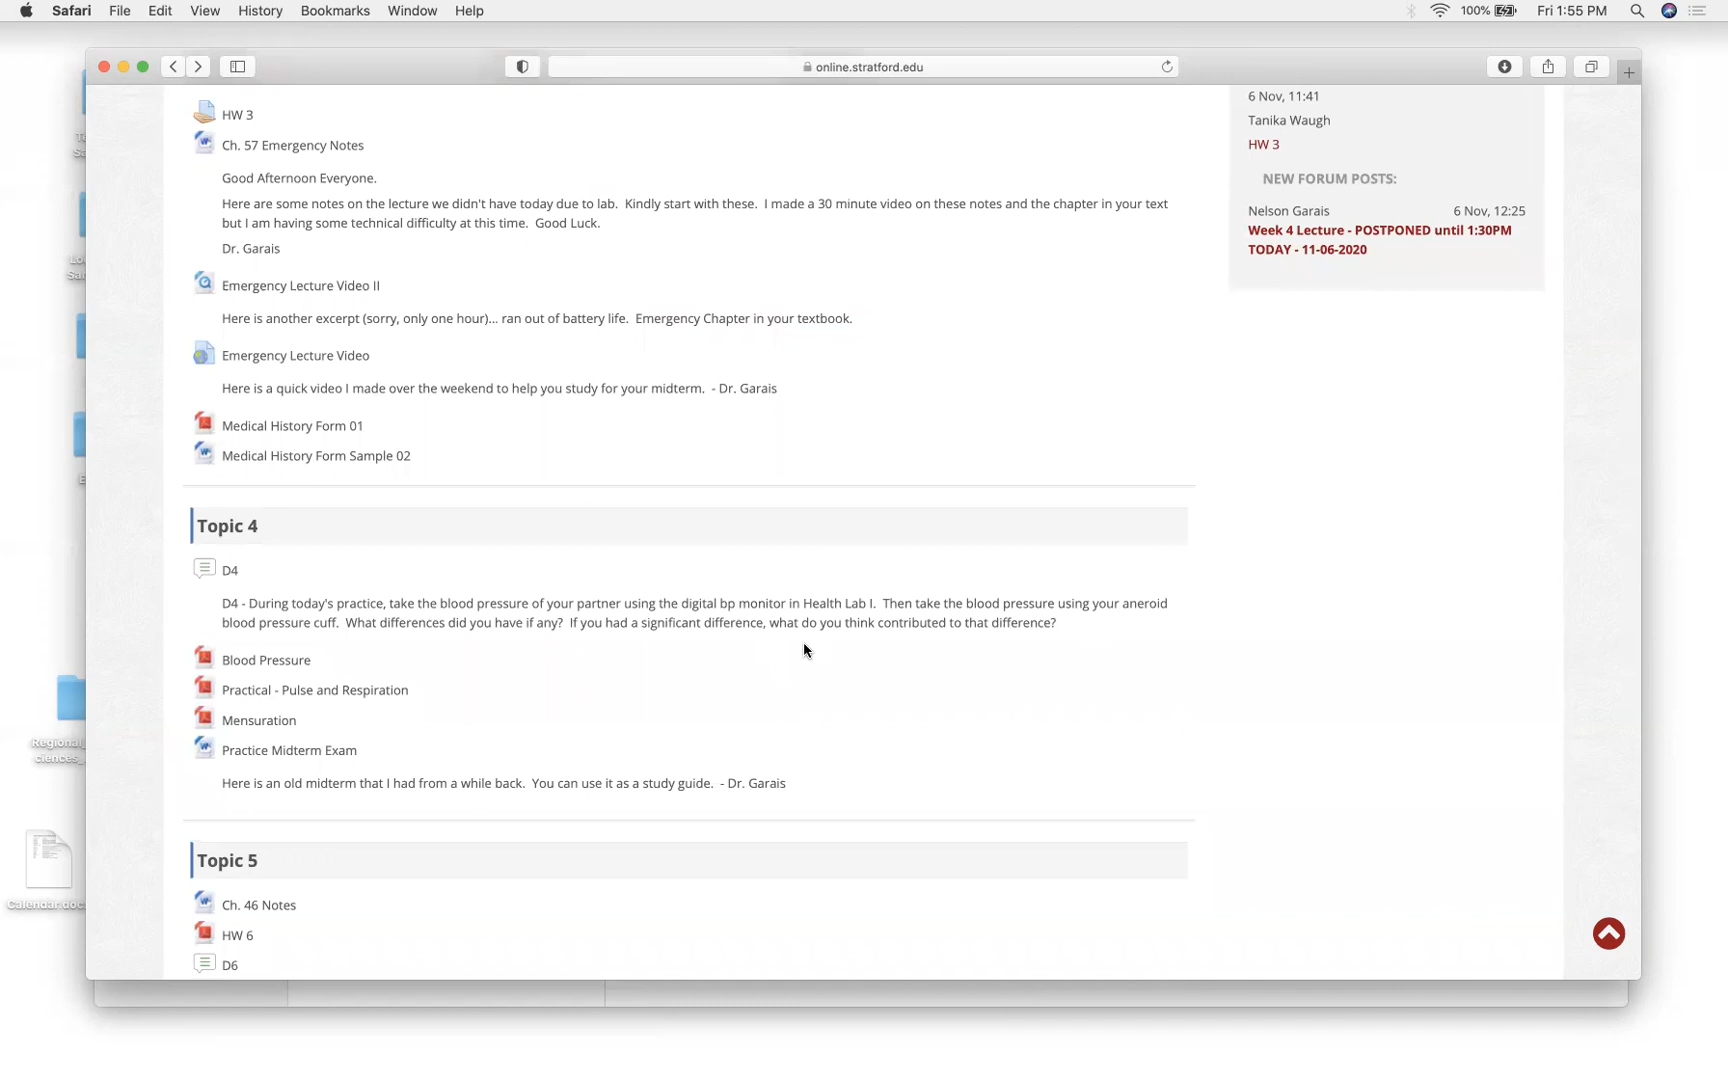 Safari File Edit View History Bookmarks Window Help 100% Fri 1:55 PM
online.stratford.edu
HW 3
Ch. 57 Emergency Notes
Good Afternoon Everyone.
Here are some notes on the lecture we didn't have today due to lab. Kindly start with these. I made a 30 minute video on these notes and the chapter in your text
but I am having some technical difficulty at this time. Good Luck.
Dr. Garais
Emergency Lecture Video II
Here is another excerpt (sorry, only one hour)... ran out of battery life. Emergency Chapter in your textbook.
Emergency Lecture Video
Here is a quick video I made over the weekend to help you study for your midterm. - Dr. Garais
Medical History Form 01
Medical History Form Sample 02
Topic 4
D4
D4 - During today's practice, take the blood pressure of your partner using the digital bp monitor in Health Lab I. Then take the blood pressure using your aneroid
blood pressure cuff. What differences did you have if any? If you had a significant difference, what do you think contributed to that difference?
Blood Pressure
Practical - Pulse and Respiration
Mensuration
Practice Midterm Exam
Here is an old midterm that I had from a while back. You can use it as a study guide. - Dr. Garais
Topic 5
Ch. 46 Notes
HW 6
D6
6 Nov, 11:41
Tanika Waugh
HW 3
NEW FORUM POSTS:
Nelson Garais 6 Nov, 12:25
Week 4 Lecture - POSTPONED until 1:30PM
TODAY - 11-06-2020
Regional_
ciences_
Calendar.doc